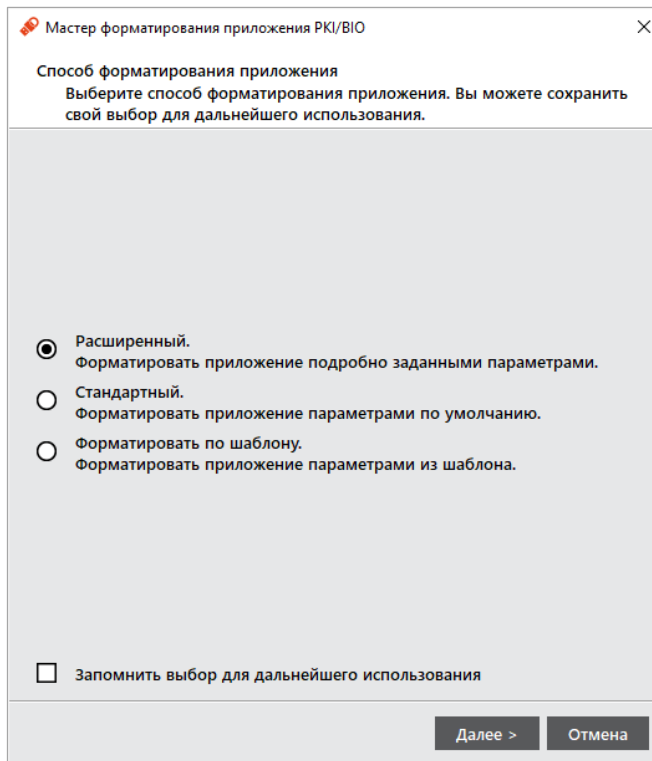 Мастер форматирования приложения PKI/BIO
Способ форматирования приложения
Выберите способ форматирования приложения. Вы можете сохранить
свой выбор для дальнейшего использования.
Расширенный.
Форматировать приложение подробно заданными параметрами.
Стандартный.
Форматировать приложение параметрами по умолчанию.
Форматировать по шаблону.
Форматировать приложение параметрами из шаблона.
Запомнить выбор для дальнейшего использования
Далее > Отмена